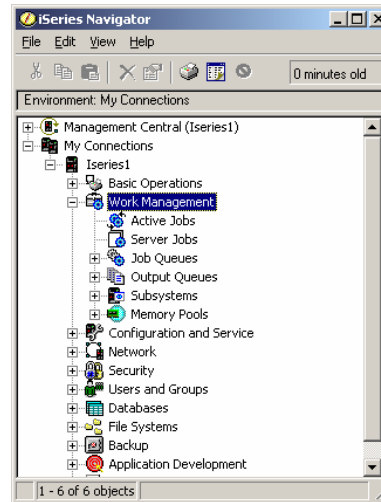 iSeries Navigator
File Edit View Help
0 minutes old
Environment: My Connections
Management Central (Iseries1)
My Connections
Iseries1
Basic Operations
Work Management
Active Jobs
Server Jobs
Job Queues
Output Queues
Subsystems
Memory Pools
Configuration and Service
Network
Security
Users and Groups
Databases
File Systems
Backup
Application Development
1 - 6 of 6 objects